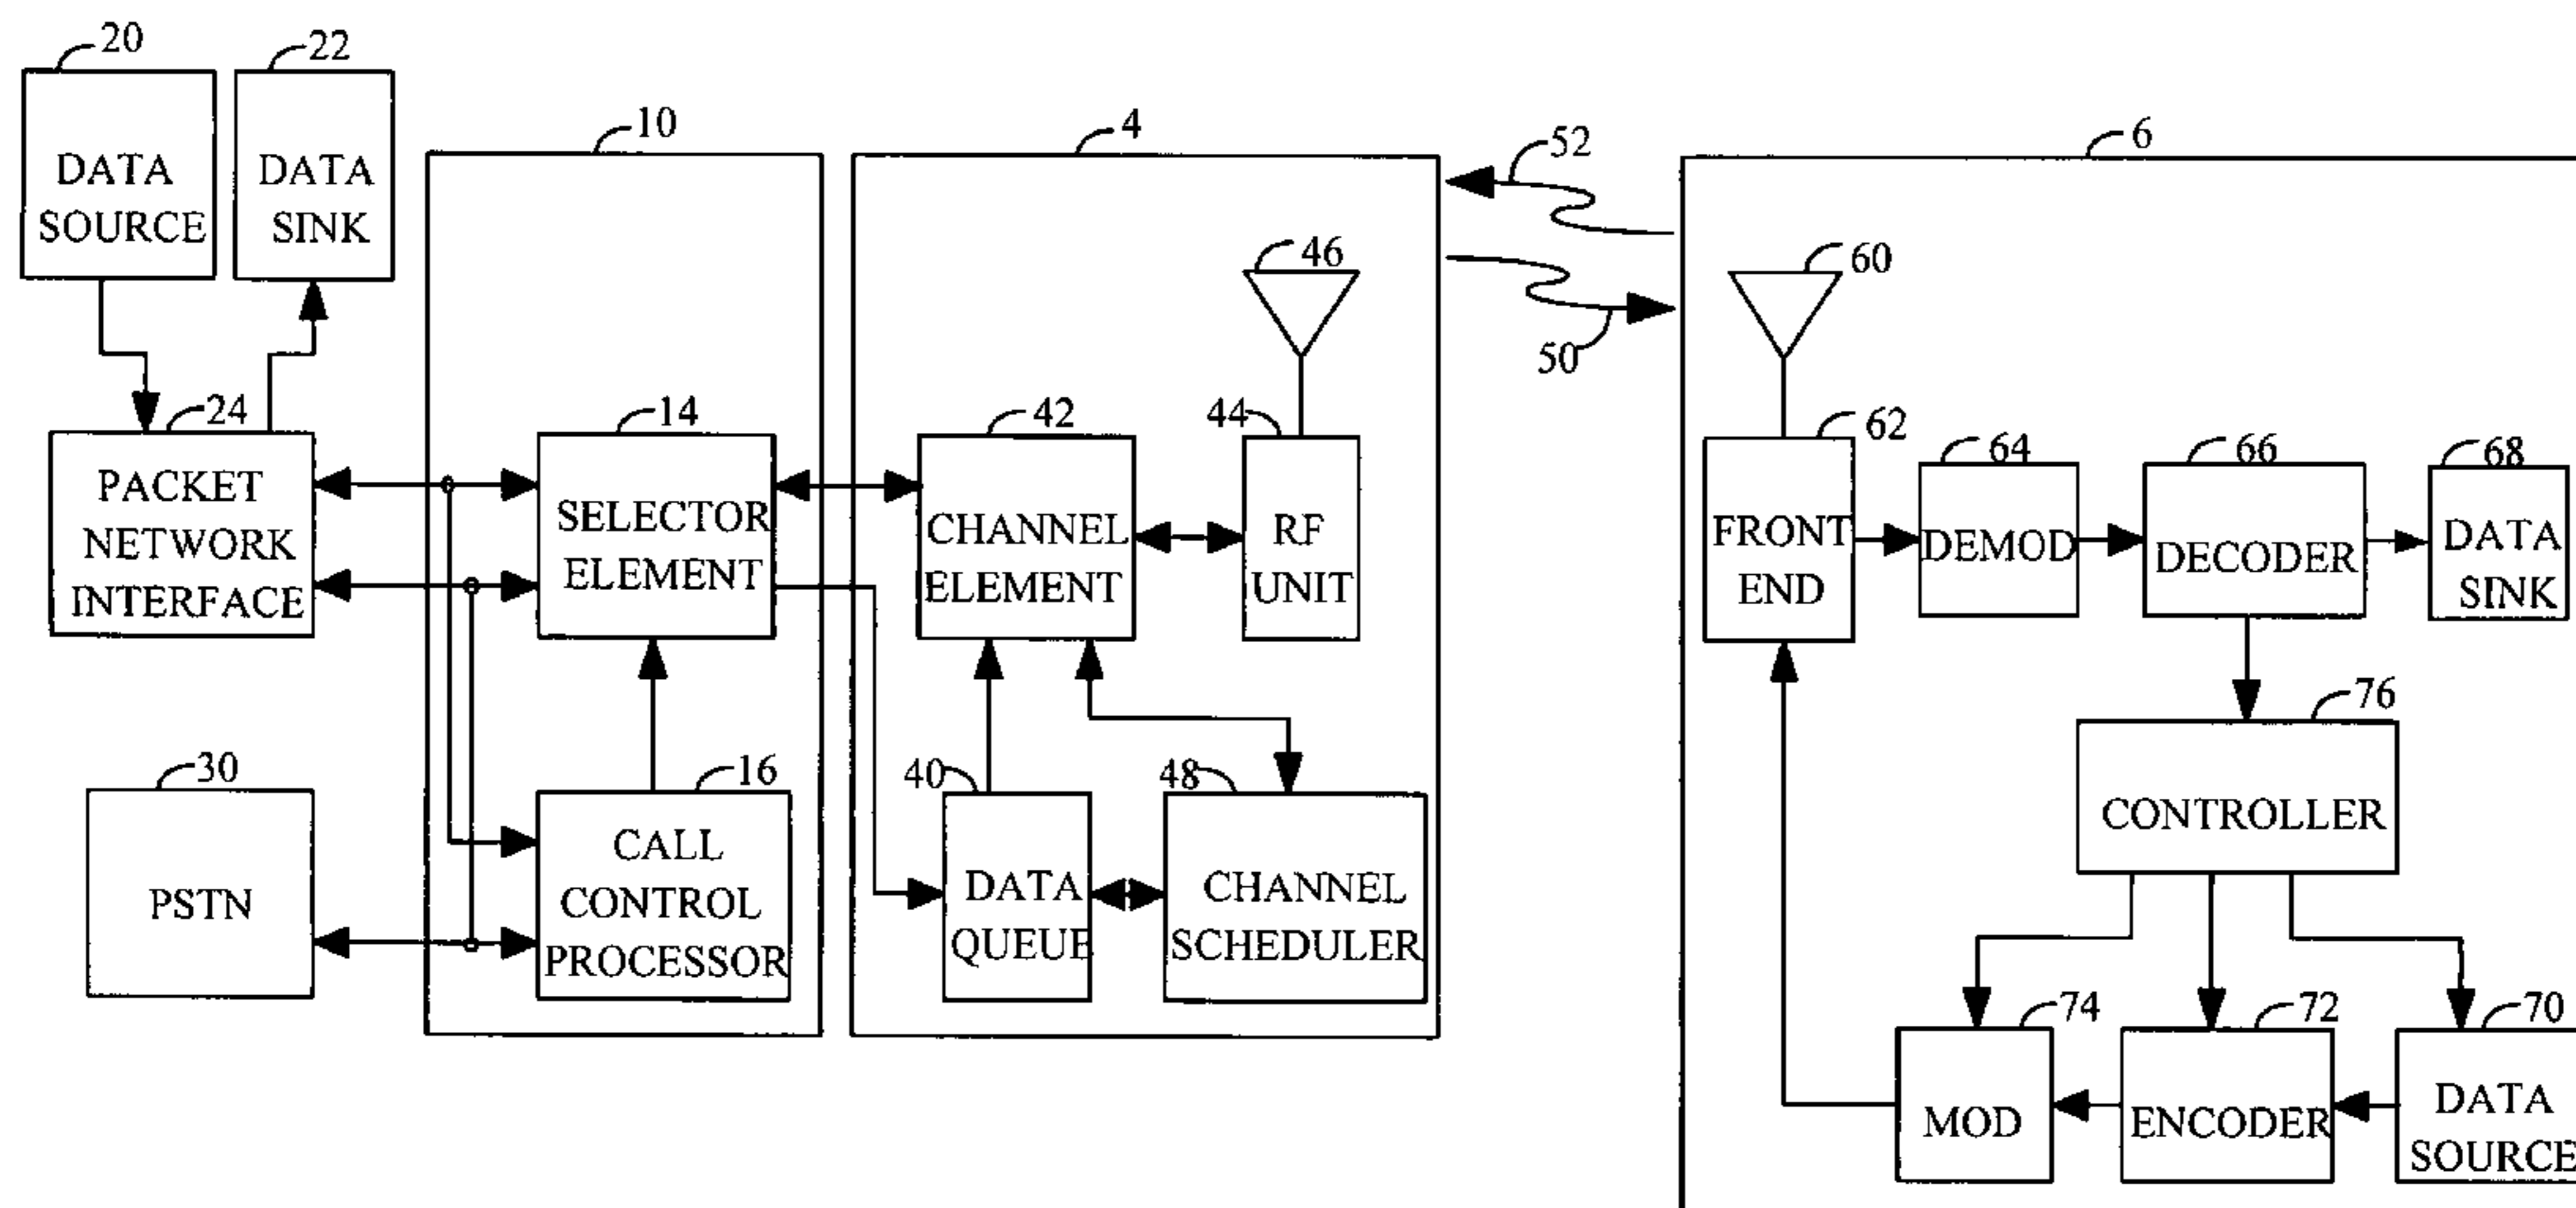 20
DATA
SOURCE
22
DATA
SINK
24
PACKET
NETWORK
INTERFACE
30
PSTN
10
14
SELECTOR
ELEMENT
16
CALL
CONTROL
PROCESSOR
4
42
CHANNEL
ELEMENT
44
RF
UNIT
46
40
DATA
QUEUE
48
CHANNEL
SCHEDULER
52
50
6
60
62
FRONT
END
64
DEMOD
66
DECODER
68
DATA
SINK
76
CONTROLLER
74
MOD
72
ENCODER
70
DATA
SOURCE